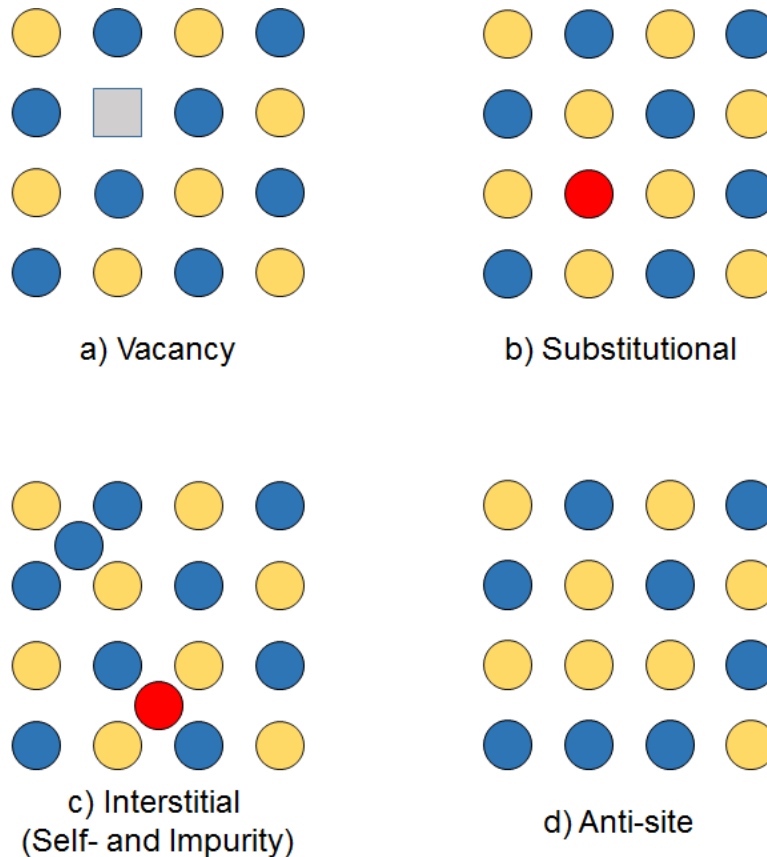 a) Vacancy
b) Substitutional
c) Interstitial
(Self- and Impurity)
d) Anti-site